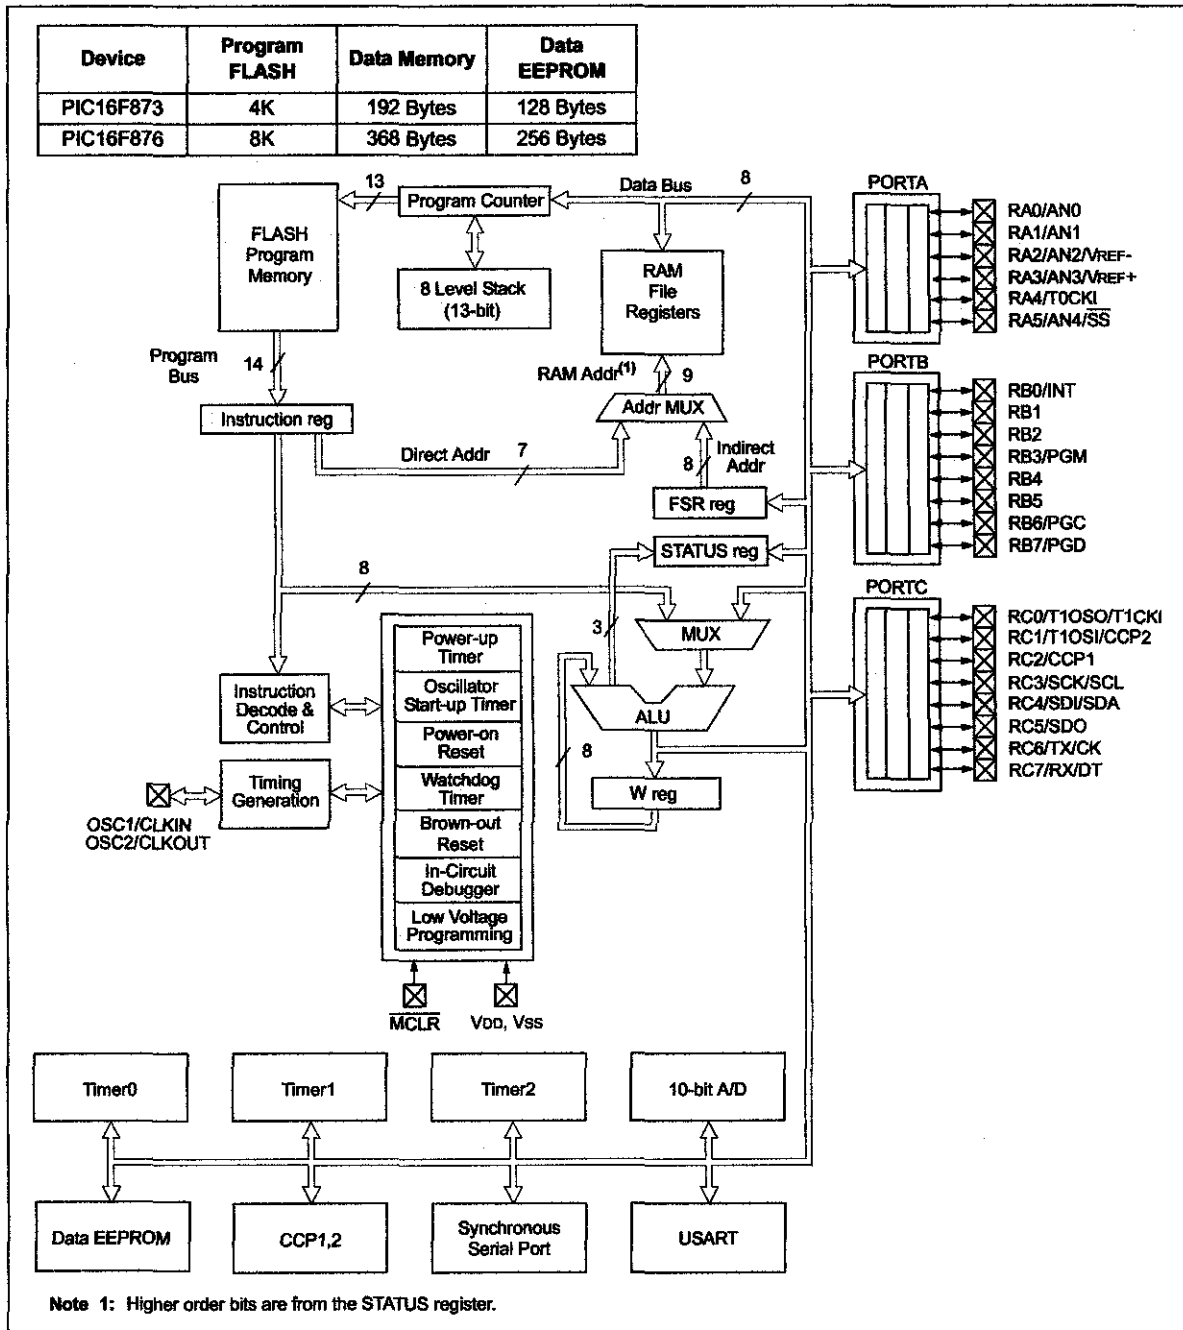 Device Program FLASH Data Memory Data EEPROM
PIC16F873 4K 192 Bytes 128 Bytes
PIC16F876 8K 368 Bytes 256 Bytes
13
Program Counter
Data Bus
8
FLASH
Program
Memory
8 Level Stack
(13-bit)
RAM
File
Registers
Program
Bus
14
RAM Addr(1)
9
Instruction reg
Addr MUX
Direct Addr
7
8
Indirect
Addr
FSR reg
STATUS reg
8
3
MUX
ALU
8
W reg
Instruction
Decode &
Control
Timing
Generation
OSC1/CLKIN
OSC2/CLKOUT
Power-up
Timer
Oscillator
Start-up Timer
Power-on
Reset
Watchdog
Timer
Brown-out
Reset
In-Circuit
Debugger
Low Voltage
Programming
MCLR
VDD, VSS
PORTA
RA0/AN0
RA1/AN1
RA2/AN2/VREF-
RA3/AN3/VREF+
RA4/T0CKI
RA5/AN4/SS
PORTB
RB0/INT
RB1
RB2
RB3/PGM
RB4
RB5
RB6/PGC
RB7/PGD
PORTC
RC0/T1OSO/T1CKI
RC1/T1OSI/CCP2
RC2/CCP1
RC3/SCK/SCL
RC4/SDI/SDA
RC5/SDO
RC6/TX/CK
RC7/RX/DT
Timer0
Timer1
Timer2
10-bit A/D
Data EEPROM
CCP1,2
Synchronous
Serial Port
USART
Note 1: Higher order bits are from the STATUS register.